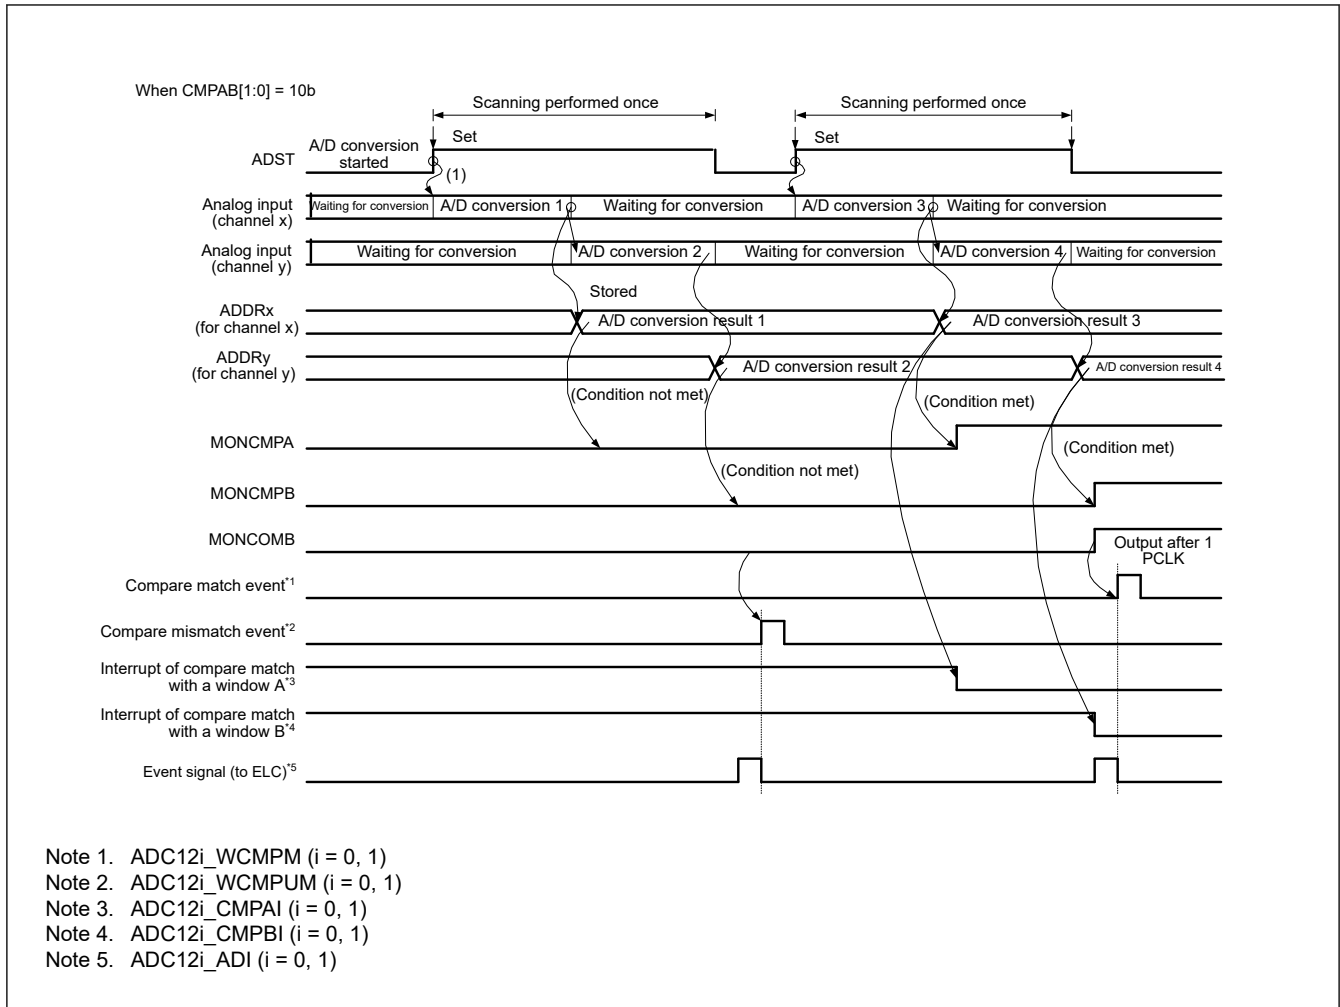 When CMPAB[1:0] = 10b
Scanning performed once
Scanning performed once
ADST
A/D conversion
started
Set
Set
(1)
Analog input
(channel x)
Waiting for conversion
A/D conversion 1
Waiting for conversion
A/D conversion 3
Waiting for conversion
Analog input
(channel y)
Waiting for conversion
A/D conversion 2
Waiting for conversion
A/D conversion 4
Waiting for conversion
Stored
ADDRx
(for channel x)
A/D conversion result 1
A/D conversion result 3
ADDRy
(for channel y)
A/D conversion result 2
A/D conversion result 4
(Condition not met)
(Condition met)
MONCMPA
(Condition met)
(Condition not met)
MONCMPB
MONCOMB
Output after 1
PCLK
Compare match event*1
Compare mismatch event*2
Interrupt of compare match
with a window A*3
Interrupt of compare match
with a window B*4
Event signal (to ELC)*5
Note 1. ADC12i_WCMPM (i = 0, 1)
Note 2. ADC12i_WCMPUM (i = 0, 1)
Note 3. ADC12i_CMPAI (i = 0, 1)
Note 4. ADC12i_CMPBI (i = 0, 1)
Note 5. ADC12i_ADI (i = 0, 1)